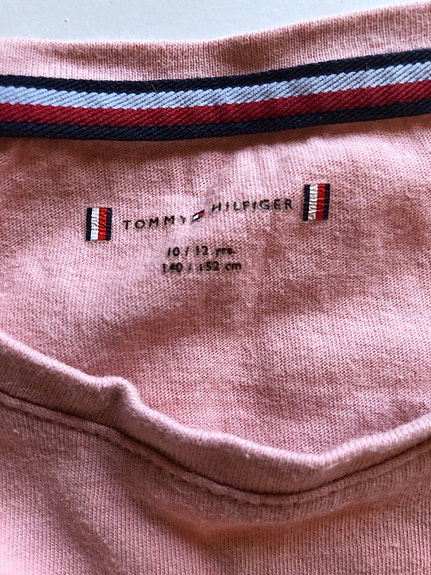 TOMMY HILFIGER
10 / 12 yrs.
140 / 152 cm